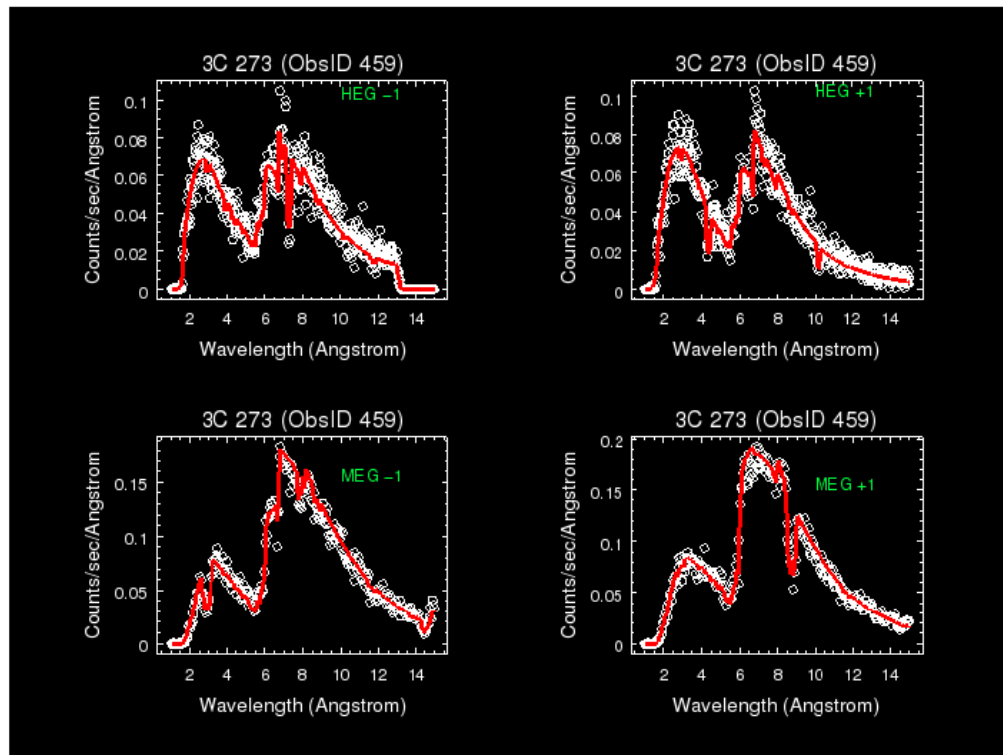 3C 273 (ObsID 459)
HEG −1
Counts/sec/Angstrom
0.1
0.08
0.06
0.04
0.02
0
2 4 6 8 10 12 14
Wavelength (Angstrom)
3C 273 (ObsID 459)
HEG +1
Counts/sec/Angstrom
0.1
0.08
0.06
0.04
0.02
0
2 4 6 8 10 12 14
Wavelength (Angstrom)
3C 273 (ObsID 459)
MEG −1
Counts/sec/Angstrom
0.15
0.1
0.05
0
2 4 6 8 10 12 14
Wavelength (Angstrom)
3C 273 (ObsID 459)
MEG +1
Counts/sec/Angstrom
0.2
0.15
0.1
0.05
0
2 4 6 8 10 12 14
Wavelength (Angstrom)